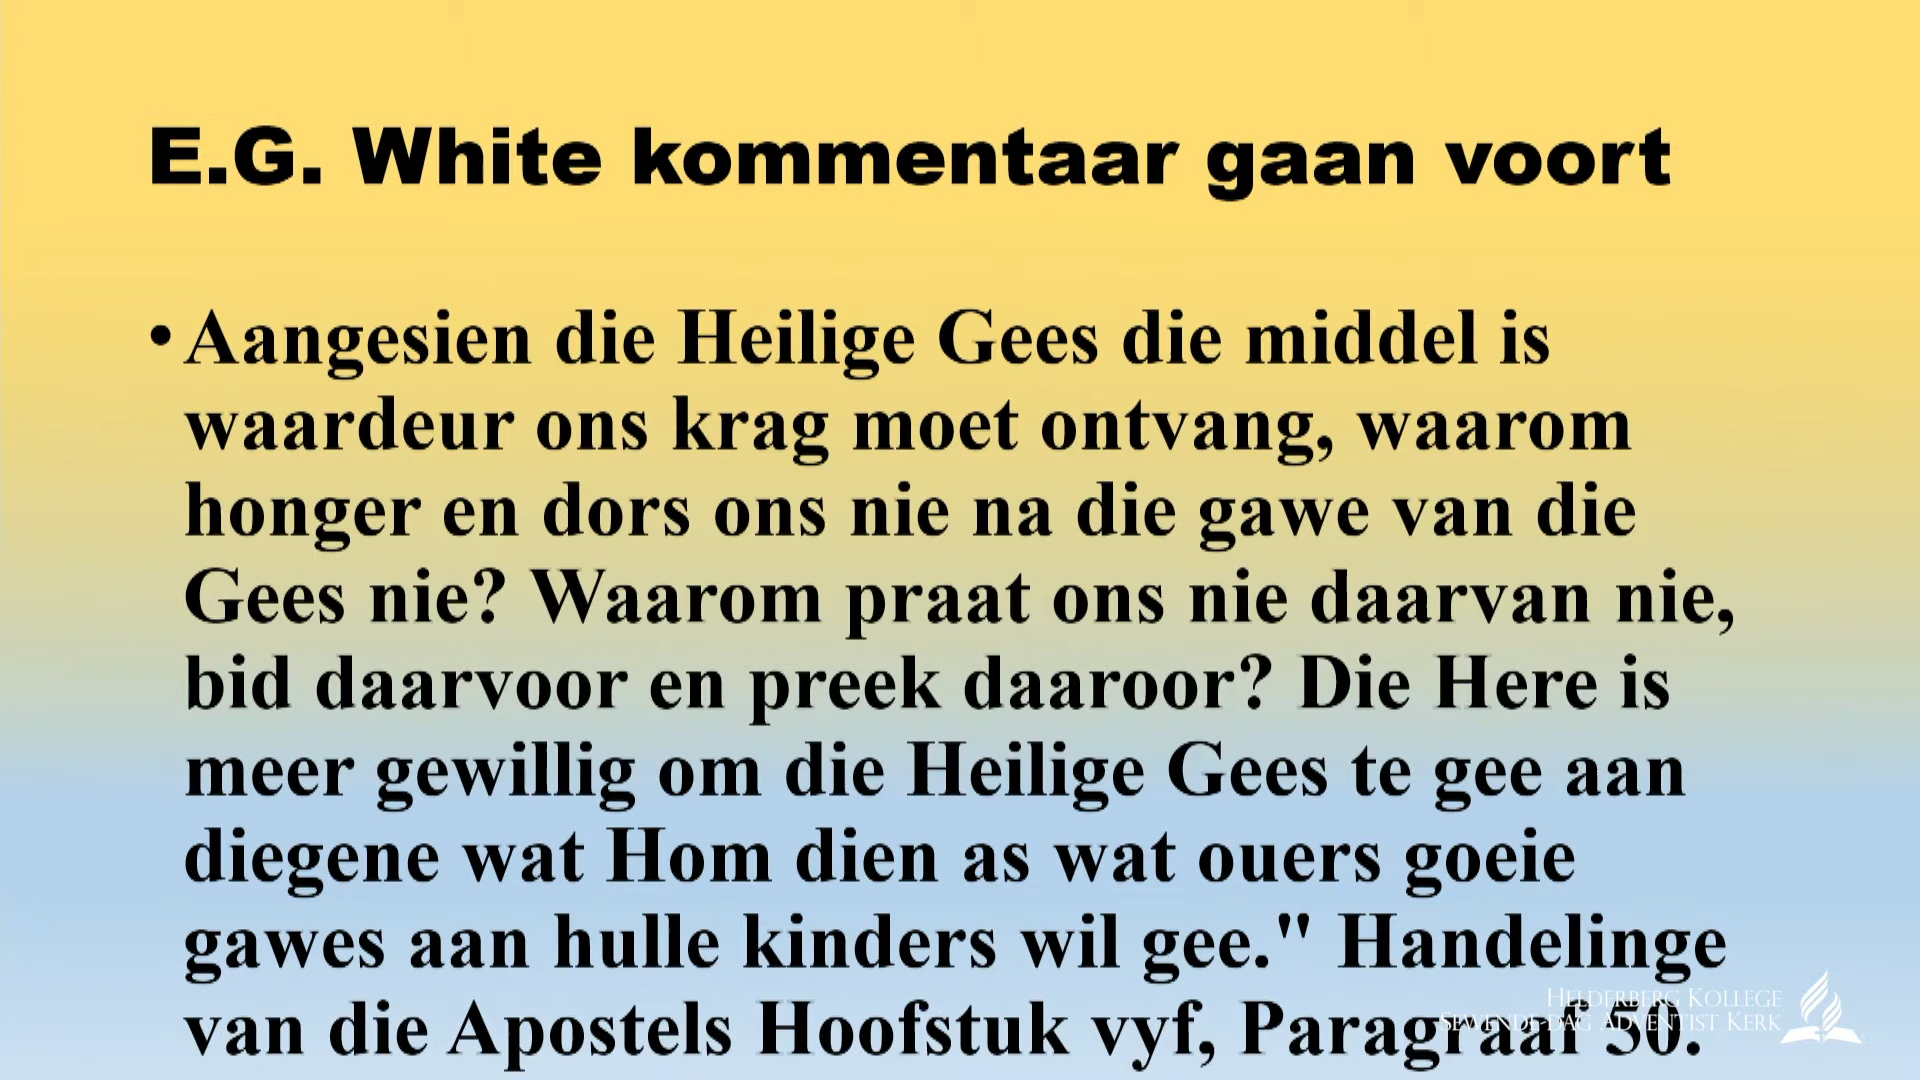 E.G. White kommentaar gaan voort
• Aangesien die Heilige Gees die middel is
waardeur ons krag moet ontvang, waarom
honger en dors ons nie na die gawe van die
Gees nie? Waarom praat ons nie daarvan nie,
bid daarvoor en preek daaroor? Die Here is
meer gewillig om die Heilige Gees te gee aan
diegene wat Hom dien as wat ouers goeie
gawes aan hulle kinders wil gee." Handelinge
van die Apostels Hoofstuk vyf, Paragraaf 50.
Helderberg Kollege
Sewende-dag Adventist Kerk